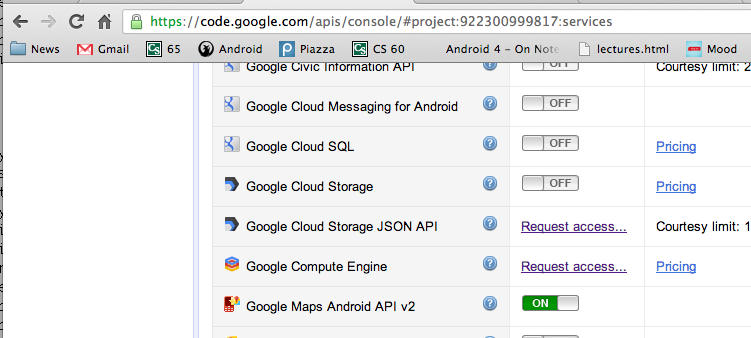 https://code.google.com/apis/console/#project:922300999817:services
News Gmail CS 65 Android Piazza CS CS 60 Android 4 - On Note lectures.html Mood
Google Civic Information API OFF Courtesy limit: 2
Google Cloud Messaging for Android ? OFF
Google Cloud SQL ? OFF Pricing
Google Cloud Storage ? OFF Pricing
Google Cloud Storage JSON API ? Request access... Courtesy limit: 1
Google Compute Engine ? Request access... Pricing
Google Maps Android API v2 ? ON